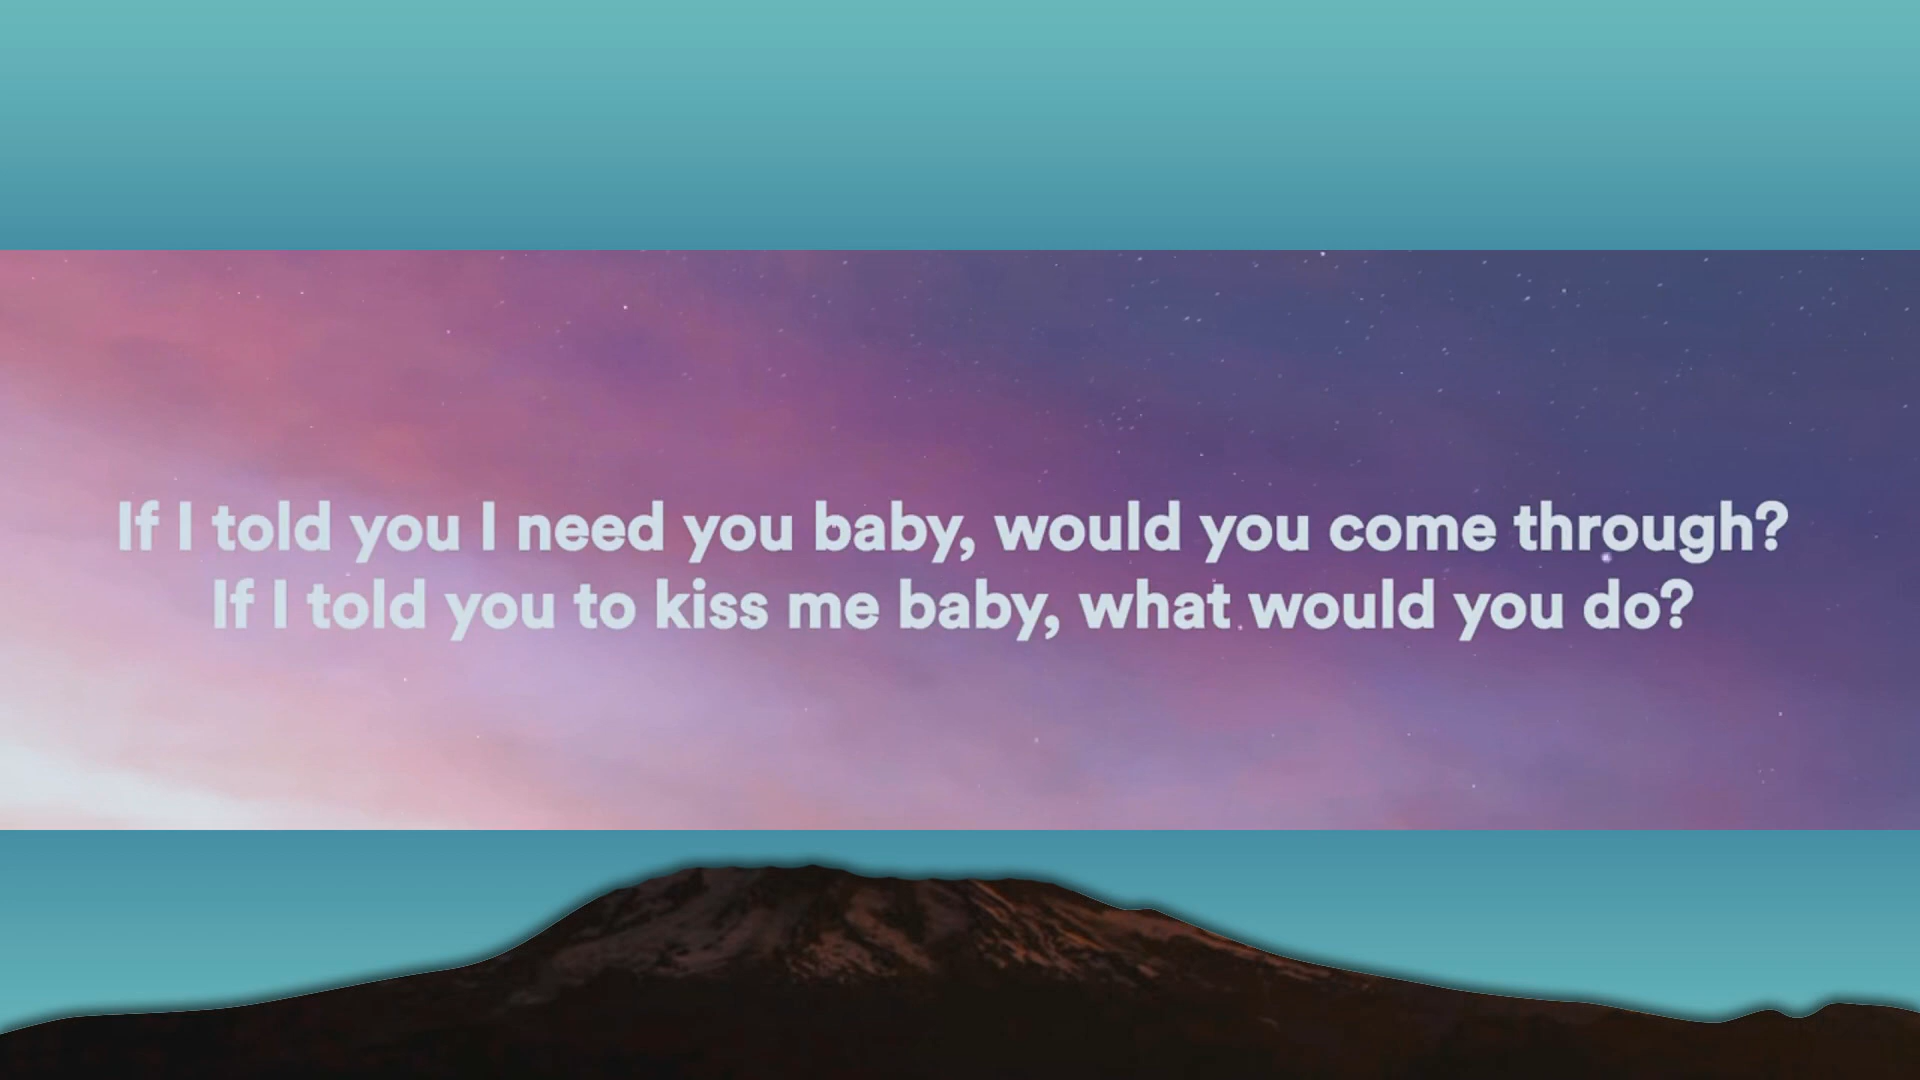 If I told you I need you baby, would you come through?
If I told you to kiss me baby, what would you do?